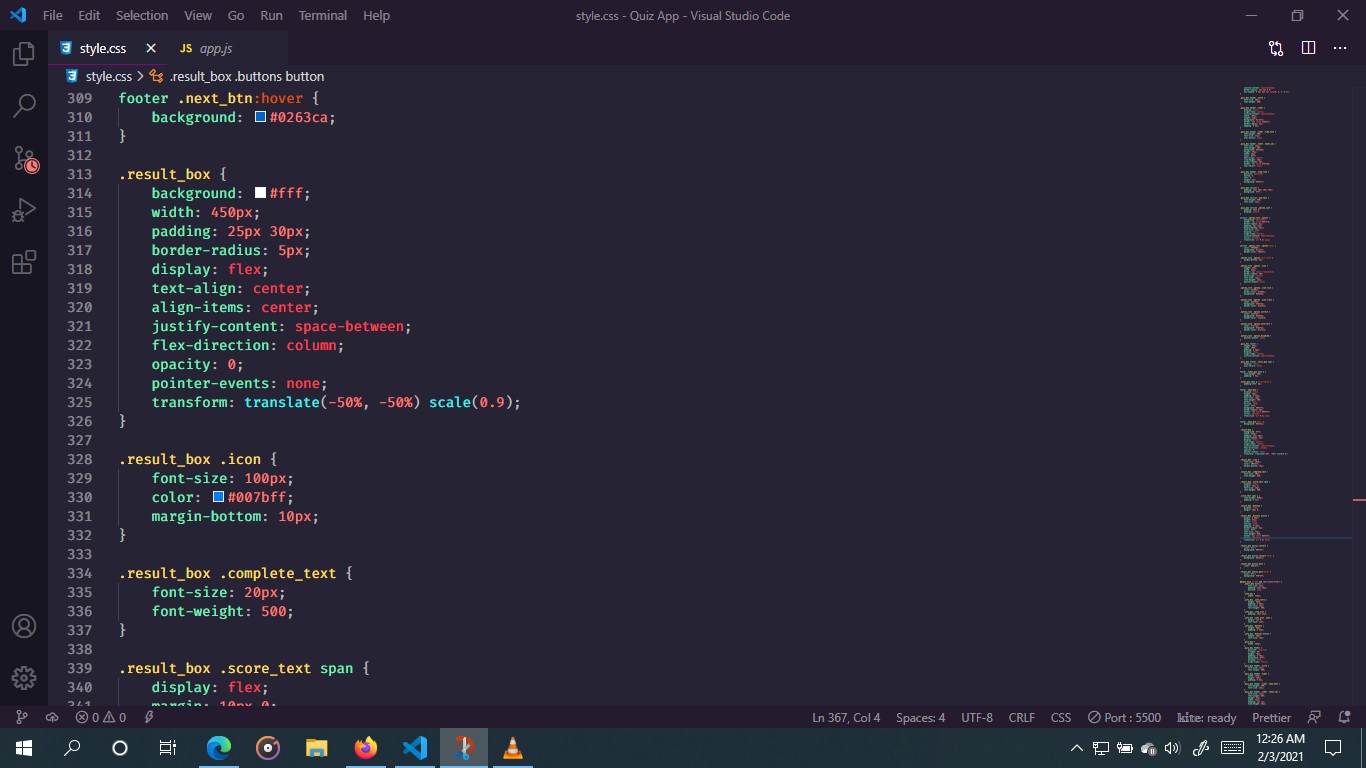 File Edit Selection View Go Run Terminal Help style.css - Quiz App - Visual Studio Code
style.css JS app.js
style.css > .result_box .buttons button
309 footer .next_btn:hover {
310 background: #0263ca;
311 }
312
313 .result_box {
314 background: #fff;
315 width: 450px;
316 padding: 25px 30px;
317 border-radius: 5px;
318 display: flex;
319 text-align: center;
320 align-items: center;
321 justify-content: space-between;
322 flex-direction: column;
323 opacity: 0;
324 pointer-events: none;
325 transform: translate(-50%, -50%) scale(0.9);
326 }
327
328 .result_box .icon {
329 font-size: 100px;
330 color: #007bff;
331 margin-bottom: 10px;
332 }
333
334 .result_box .complete_text {
335 font-size: 20px;
336 font-weight: 500;
337 }
338
339 .result_box .score_text span {
340 display: flex;
341 margin: 10px 0;
0 0 Ln 367, Col 4 Spaces: 4 UTF-8 CRLF CSS Port : 5500 kite: ready Prettier
12:26 AM
2/3/2021